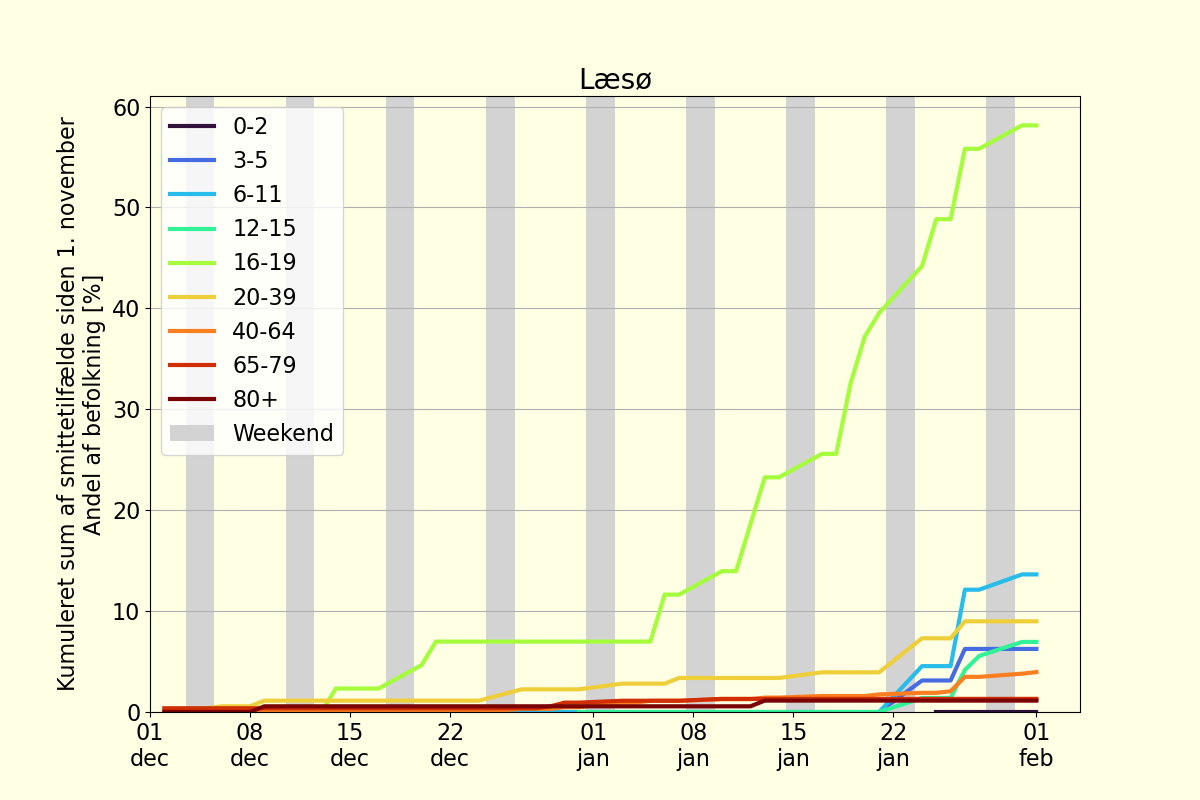 Læsø
Kumuleret sum af smittetilfælde siden 1. november
Andel af befolkning [%]
60
50
40
30
20
10
0
0-2
3-5
6-11
12-15
16-19
20-39
40-64
65-79
80+
Weekend
01
dec
08
dec
15
dec
22
dec
01
jan
08
jan
15
jan
22
jan
01
feb